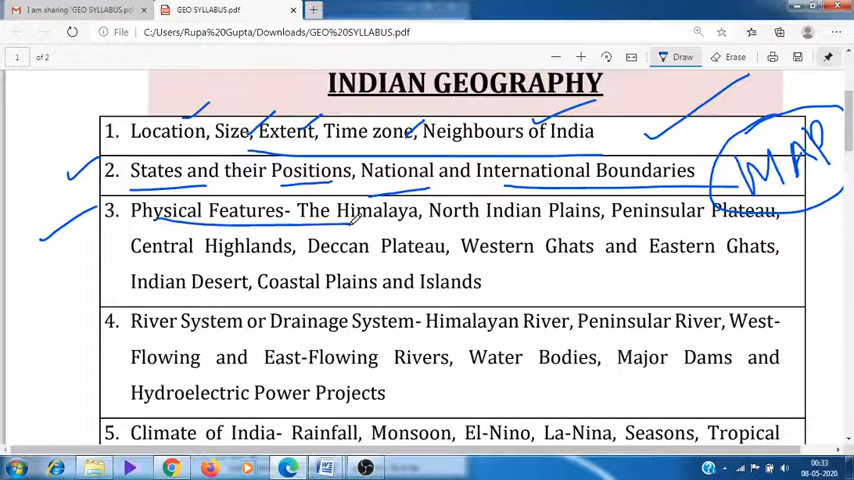 I am sharing 'GEO SYLLABUS.pdf
GEO SYLLABUS.pdf
File
C:/Users/Rupa%20Gupta/Downloads/GEO%20SYLLABUS.pdf
1 of 2
Draw
Erase
INDIAN GEOGRAPHY
1. Location, Size, Extent, Time zone, Neighbours of India
2. States and their Positions, National and International Boundaries
MAP
3. Physical Features- The Himalaya, North Indian Plains, Peninsular Plateau,
Central Highlands, Deccan Plateau, Western Ghats and Eastern Ghats,
Indian Desert, Coastal Plains and Islands
4. River System or Drainage System- Himalayan River, Peninsular River, West-
Flowing and East-Flowing Rivers, Water Bodies, Major Dams and
Hydroelectric Power Projects
5. Climate of India- Rainfall, Monsoon, El-Nino, La-Nina, Seasons, Tropical
00:33
08-05-2020